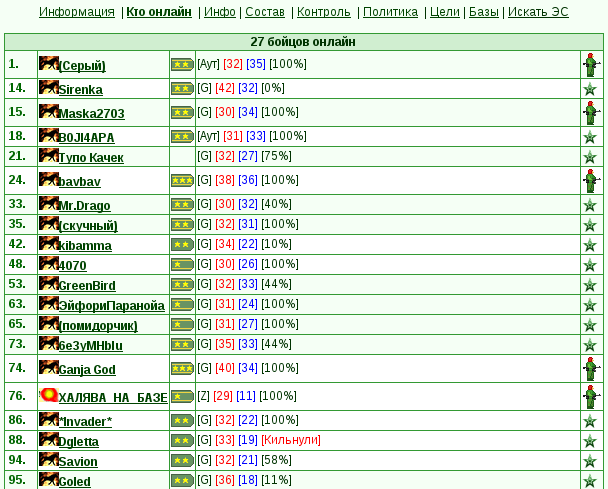 Информация | Кто онлайн | Инфо | Состав | Контроль | Политика | Цели | Базы | Искать ЭС
27 бойцов онлайн
1. (Серый) [Аут] [32] [35] [100%]
14. Sirenka [G] [42] [32] [0%]
15. Maska2703 [G] [30] [34] [100%]
18. B0JI4APA [Аут] [31] [33] [100%]
21. Тупо Качек [G] [32] [27] [75%]
24. bavbav [G] [38] [36] [100%]
33. Mr.Drago [G] [30] [32] [40%]
35. (скучный) [G] [32] [31] [100%]
42. kibamma [G] [34] [22] [10%]
48. 4070 [G] [30] [26] [100%]
53. GreenBird [G] [32] [33] [44%]
63. ЭйфориПаранойа [G] [31] [24] [100%]
65. (помидорчик) [G] [31] [27] [100%]
73. 6e3yMHbIu [G] [35] [33] [44%]
74. Ganja God [G] [40] [34] [100%]
76. ХАЛЯВА_НА_БАЗЕ [Z] [29] [11] [100%]
86. *Invader* [G] [32] [22] [100%]
88. Dgletta [G] [33] [19] [Кильнули]
94. Savion [G] [32] [21] [58%]
95. Goled [G] [36] [18] [11%]